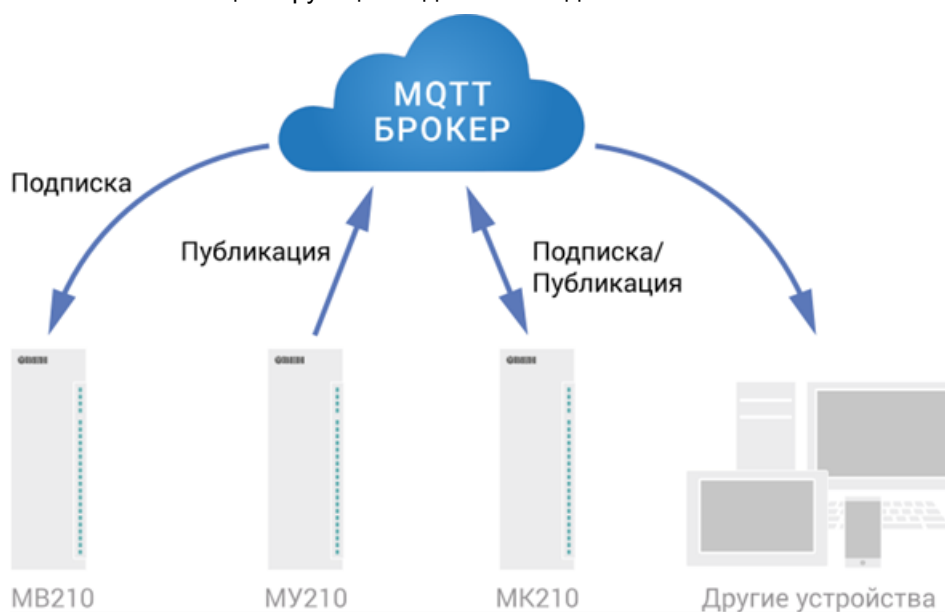 MQTT
БРОКЕР
Подписка
Публикация
Подписка/
Публикация
МВ210
МУ210
МК210
Другие устройства